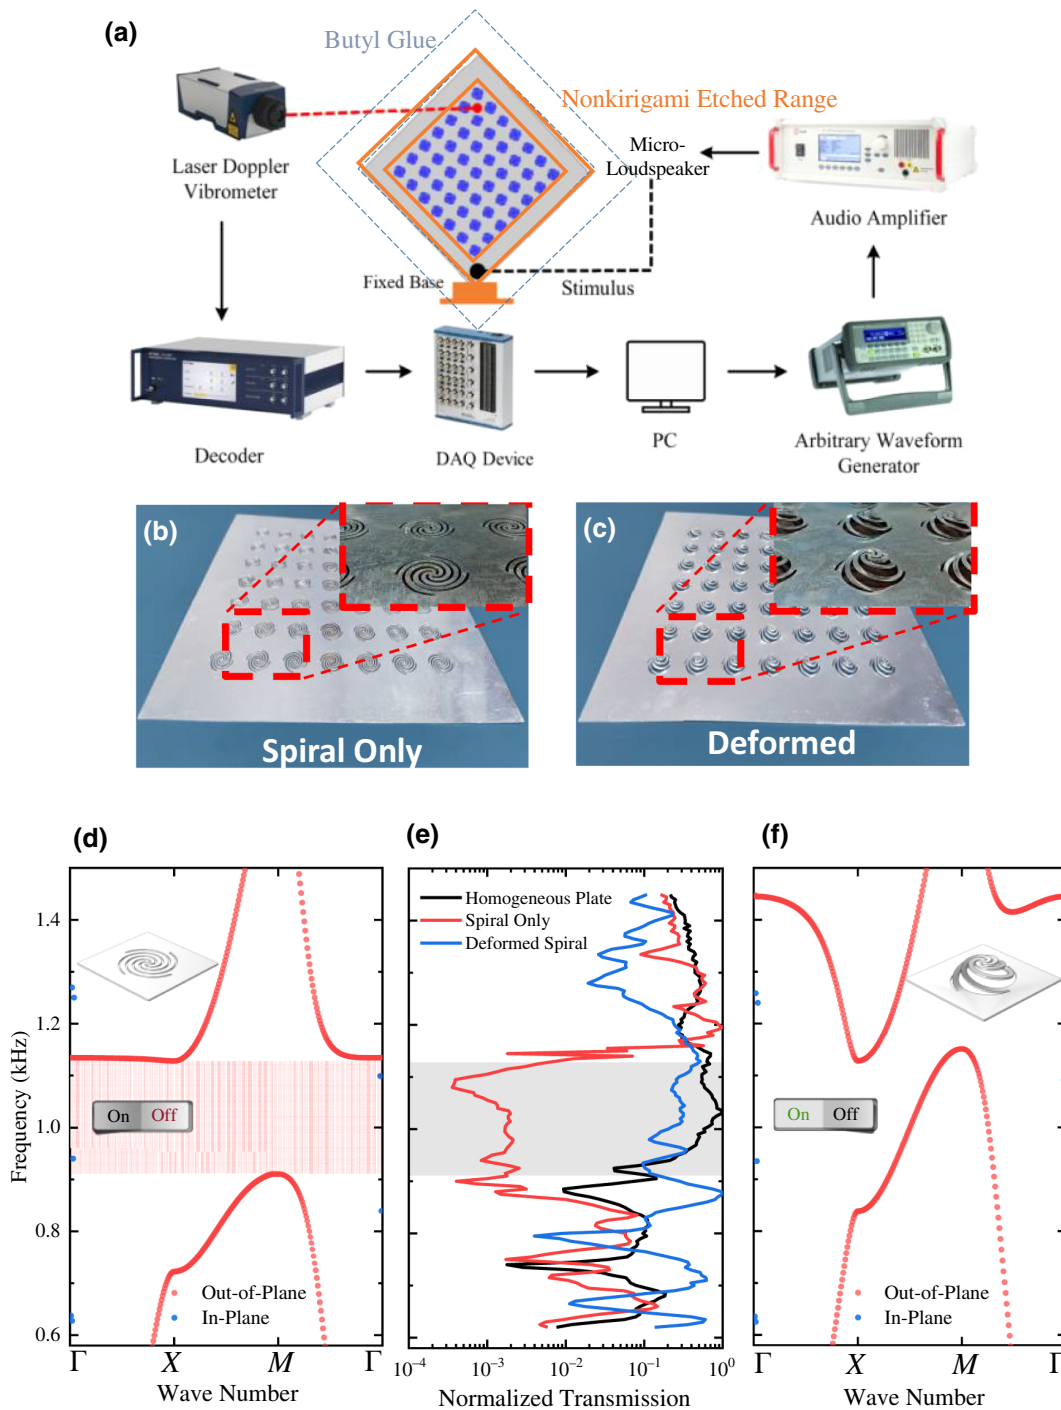 (a)
Butyl Glue
Nonkirigami Etched Range
Laser Doppler
Vibrometer
Micro-
Loudspeaker
Audio Amplifier
Fixed Base
Stimulus
Decoder
DAQ Device
PC
Arbitrary Waveform
Generator
(b)
Spiral Only
(c)
Deformed
(d)
Frequency (kHz)
1.4
1.2
1.0
0.8
0.6
On Off
Out-of-Plane
In-Plane
Γ X M Γ
Wave Number
(e)
Homogeneous Plate
Spiral Only
Deformed Spiral
10⁻⁴ 10⁻³ 10⁻² 10⁻¹ 10⁰
Normalized Transmission
(f)
On Off
Out-of-Plane
In-Plane
Γ X M Γ
Wave Number